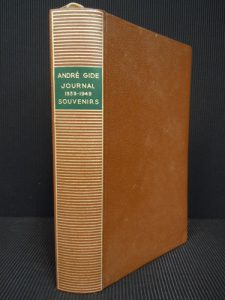 ANDRÉ GIDE
JOURNAL
1939-1949
SOUVENIRS